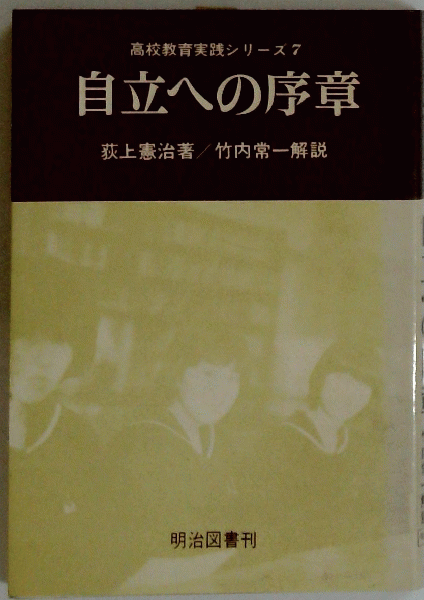 高校教育実践シリーズ7
自立への序章
荻上憲治著／竹内常一解説
明治図書刊